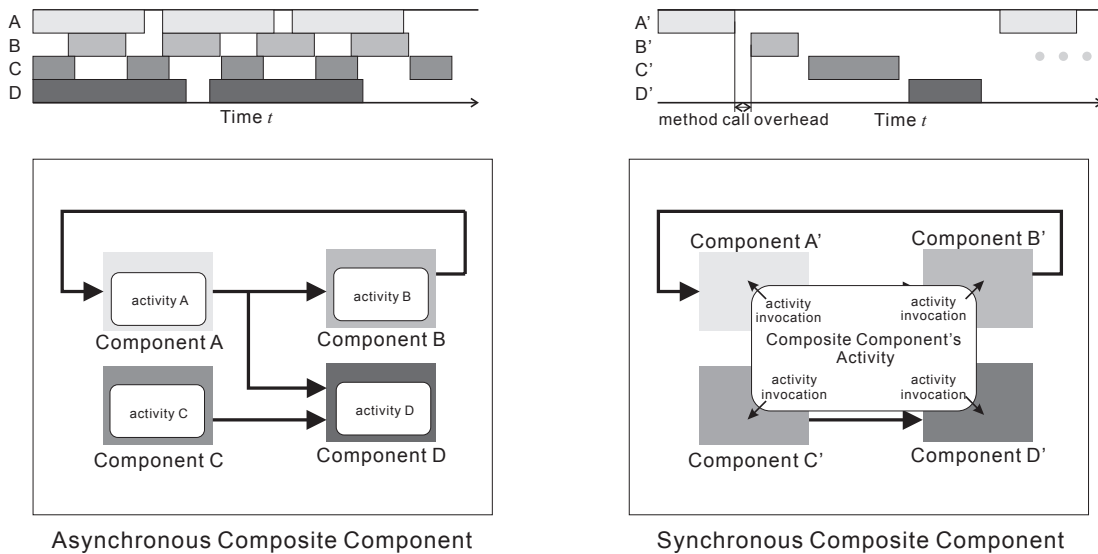 A
B
C
D
Time t
A'
B'
C'
D'
method call overhead
Time t
activity A
Component A
activity B
Component B
activity C
Component C
activity D
Component D
Asynchronous Composite Component
Component A'
Component B'
activity
invocation
activity
invocation
Composite Component's
Activity
activity
invocation
activity
invocation
Component C'
Component D'
Synchronous Composite Component